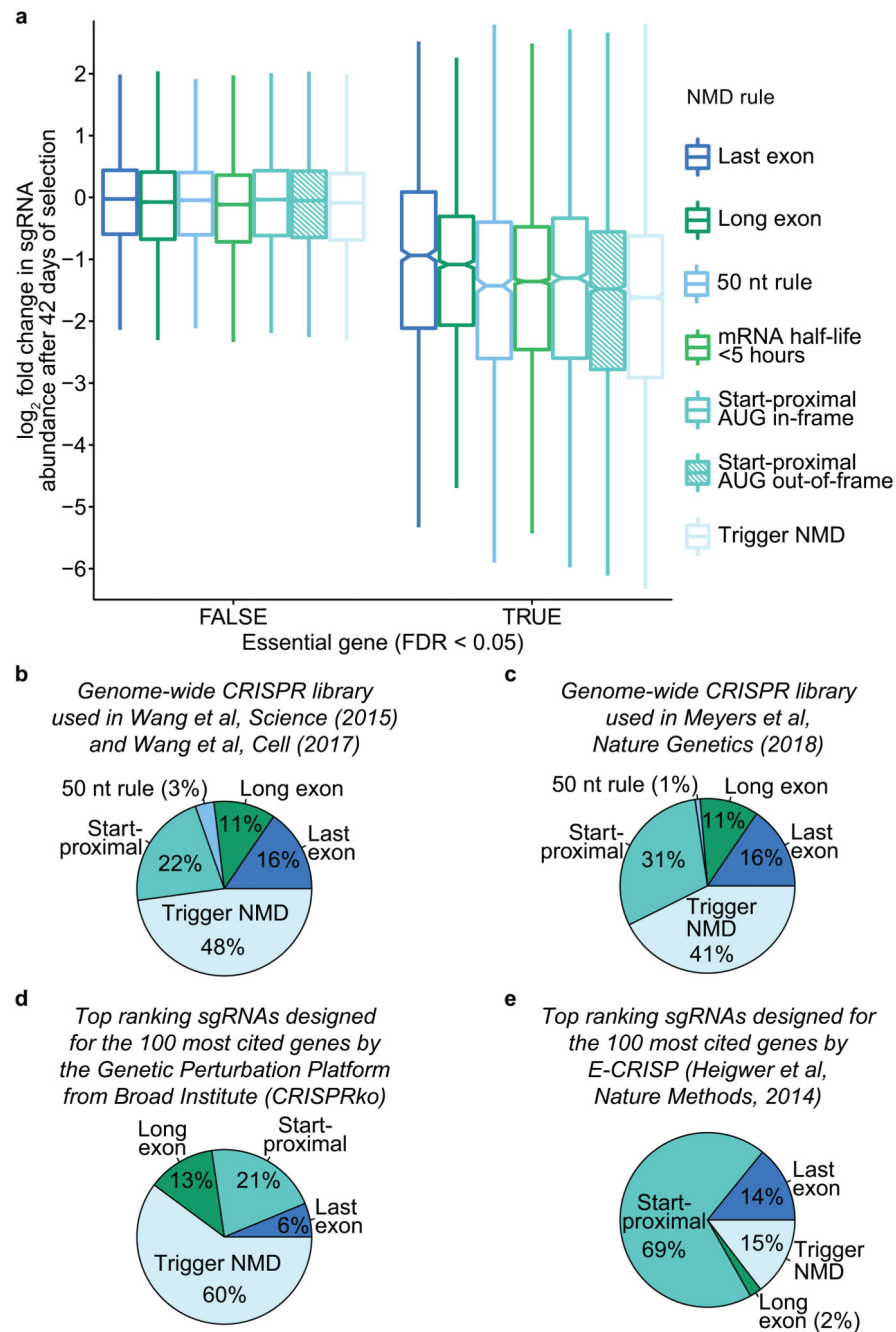 a
2
1
0
−1
−2
−3
−4
−5
−6
log2 fold change in sgRNA
abundance after 42 days of selection
FALSE
TRUE
Essential gene (FDR < 0.05)
NMD rule
Last exon
Long exon
50 nt rule
mRNA half-life
<5 hours
Start-proximal
AUG in-frame
Start-proximal
AUG out-of-frame
Trigger NMD
b
Genome-wide CRISPR library
used in Wang et al, Science (2015)
and Wang et al, Cell (2017)
50 nt rule (3%)
Long exon
11%
Last
exon
16%
Start-
proximal
22%
Trigger NMD
48%
c
Genome-wide CRISPR library
used in Meyers et al,
Nature Genetics (2018)
50 nt rule (1%)
Long exon
11%
Last
exon
16%
Start-
proximal
31%
Trigger
NMD
41%
d
Top ranking sgRNAs designed
for the 100 most cited genes by
the Genetic Perturbation Platform
from Broad Institute (CRISPRko)
Long
exon
13%
Start-
proximal
21%
Last
exon
6%
Trigger NMD
60%
e
Top ranking sgRNAs designed for
the 100 most cited genes by
E-CRISP (Heigwer et al,
Nature Methods, 2014)
Last
exon
14%
Start-
proximal
69%
15%
Trigger
NMD
Long
exon (2%)